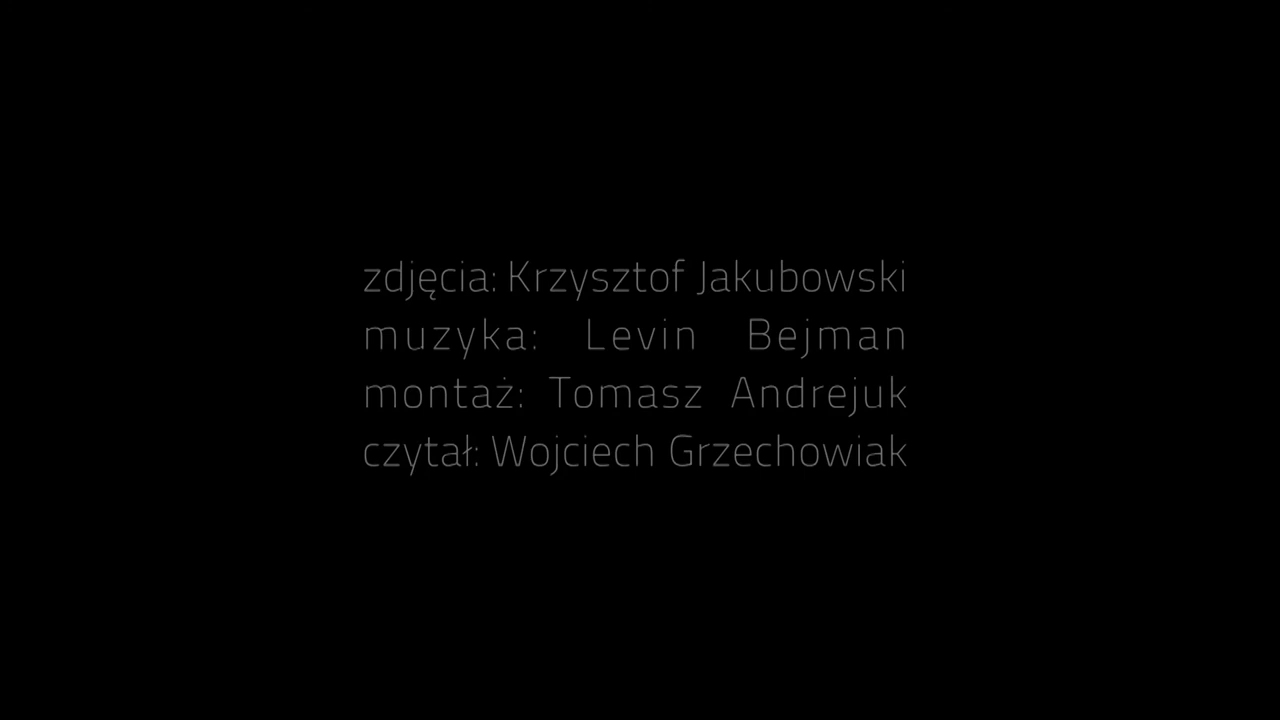 zdjęcia: Krzysztof Jakubowski
muzyka: Levin Bejman
montaż: Tomasz Andrejuk
czytał: Wojciech Grzechowiak